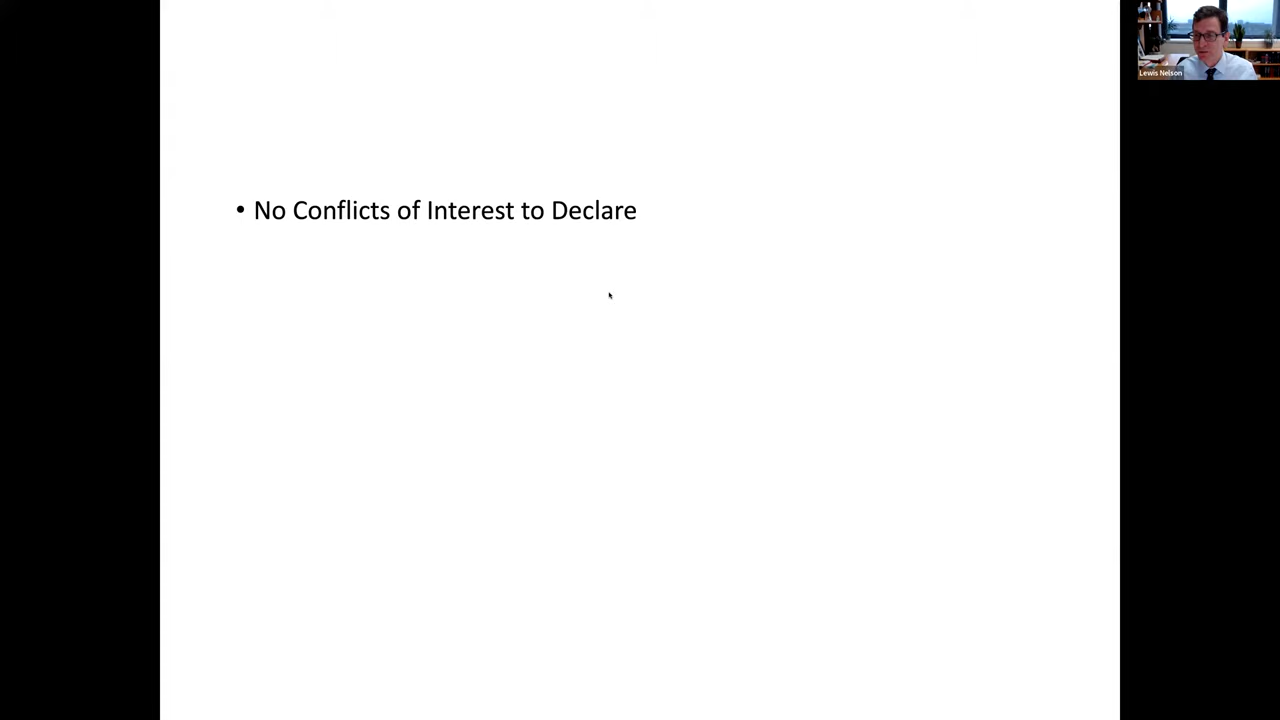 • No Conflicts of Interest to Declare
Lewis Nelson